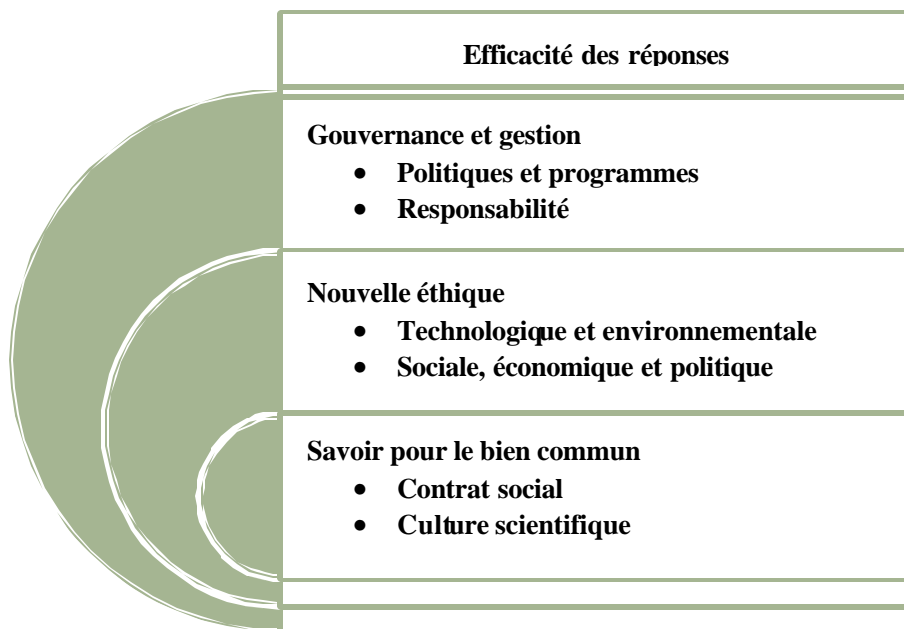 Efficacité des réponses
Gouvernance et gestion
• Politiques et programmes
• Responsabilité
Nouvelle éthique
• Technologique et environnementale
• Sociale, économique et politique
Savoir pour le bien commun
• Contrat social
• Culture scientifique